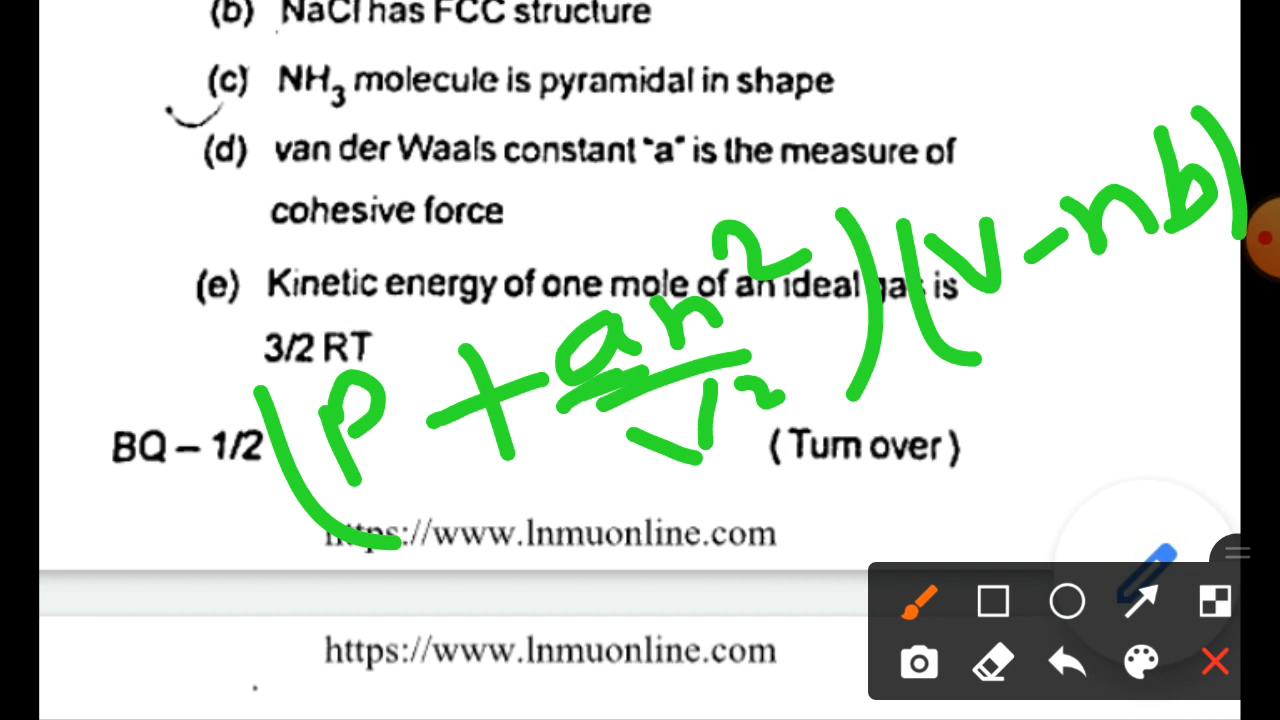 (b) NaCl has FCC structure
(c) NH₃ molecule is pyramidal in shape
(d) van der Waals constant "a" is the measure of
cohesive force
(e) Kinetic energy of one mole of an ideal gas is
3/2 RT
(P + an²/V²) (V - nb)
BQ – 1/2 (Turn over)
https://www.lnmuonline.com
https://www.lnmuonline.com